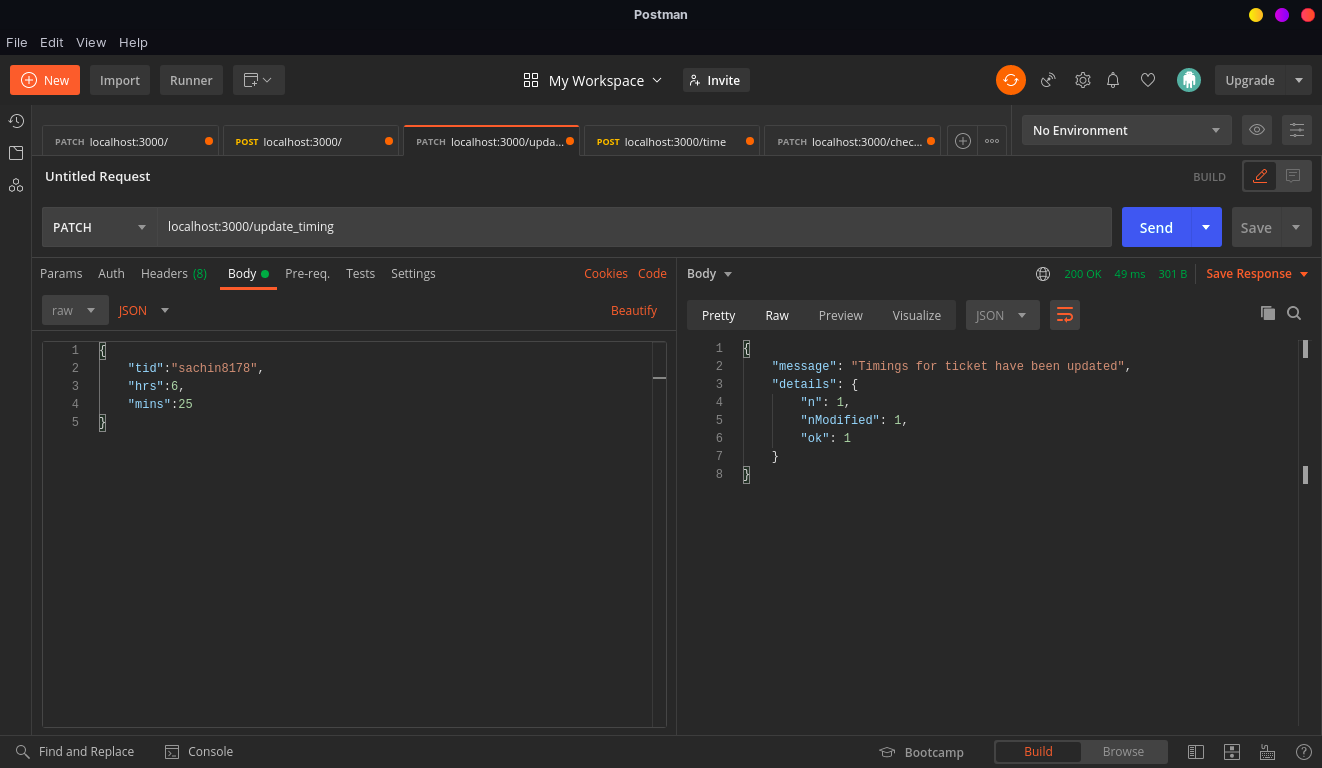 Postman
File Edit View Help
New Import Runner My Workspace Invite Upgrade
PATCH localhost:3000/ POST localhost:3000/ PATCH localhost:3000/upda... POST localhost:3000/time PATCH localhost:3000/chec... No Environment
Untitled Request BUILD
PATCH localhost:3000/update_timing Send Save
Params Auth Headers (8) Body Pre-req. Tests Settings Cookies Code
raw JSON Beautify
1 {
2 "tid":"sachin8178",
3 "hrs":6,
4 "mins":25
5 }
Body 200 OK 49 ms 301 B Save Response
Pretty Raw Preview Visualize JSON
1 {
2 "message": "Timings for ticket have been updated",
3 "details": {
4 "n": 1,
5 "nModified": 1,
6 "ok": 1
7 }
8 }
Find and Replace Console Bootcamp Build Browse